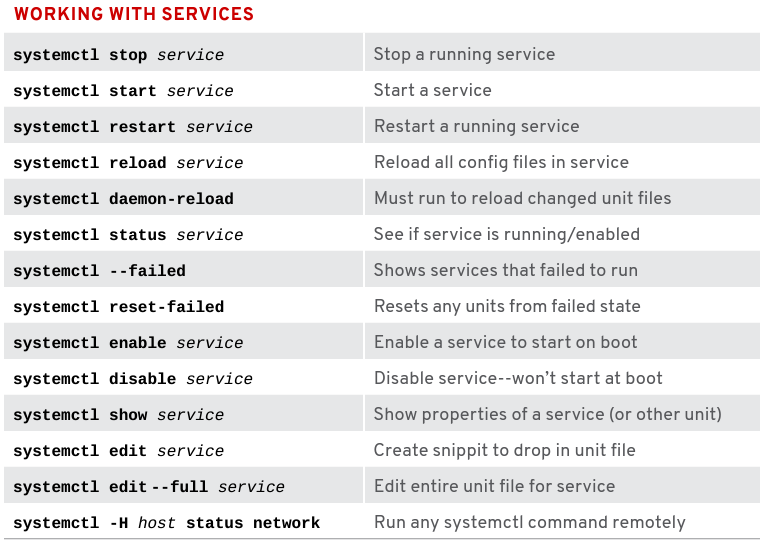 WORKING WITH SERVICES
systemctl stop service Stop a running service
systemctl start service Start a service
systemctl restart service Restart a running service
systemctl reload service Reload all config files in service
systemctl daemon-reload Must run to reload changed unit files
systemctl status service See if service is running/enabled
systemctl --failed Shows services that failed to run
systemctl reset-failed Resets any units from failed state
systemctl enable service Enable a service to start on boot
systemctl disable service Disable service--won’t start at boot
systemctl show service Show properties of a service (or other unit)
systemctl edit service Create snippit to drop in unit file
systemctl edit --full service Edit entire unit file for service
systemctl -H host status network Run any systemctl command remotely